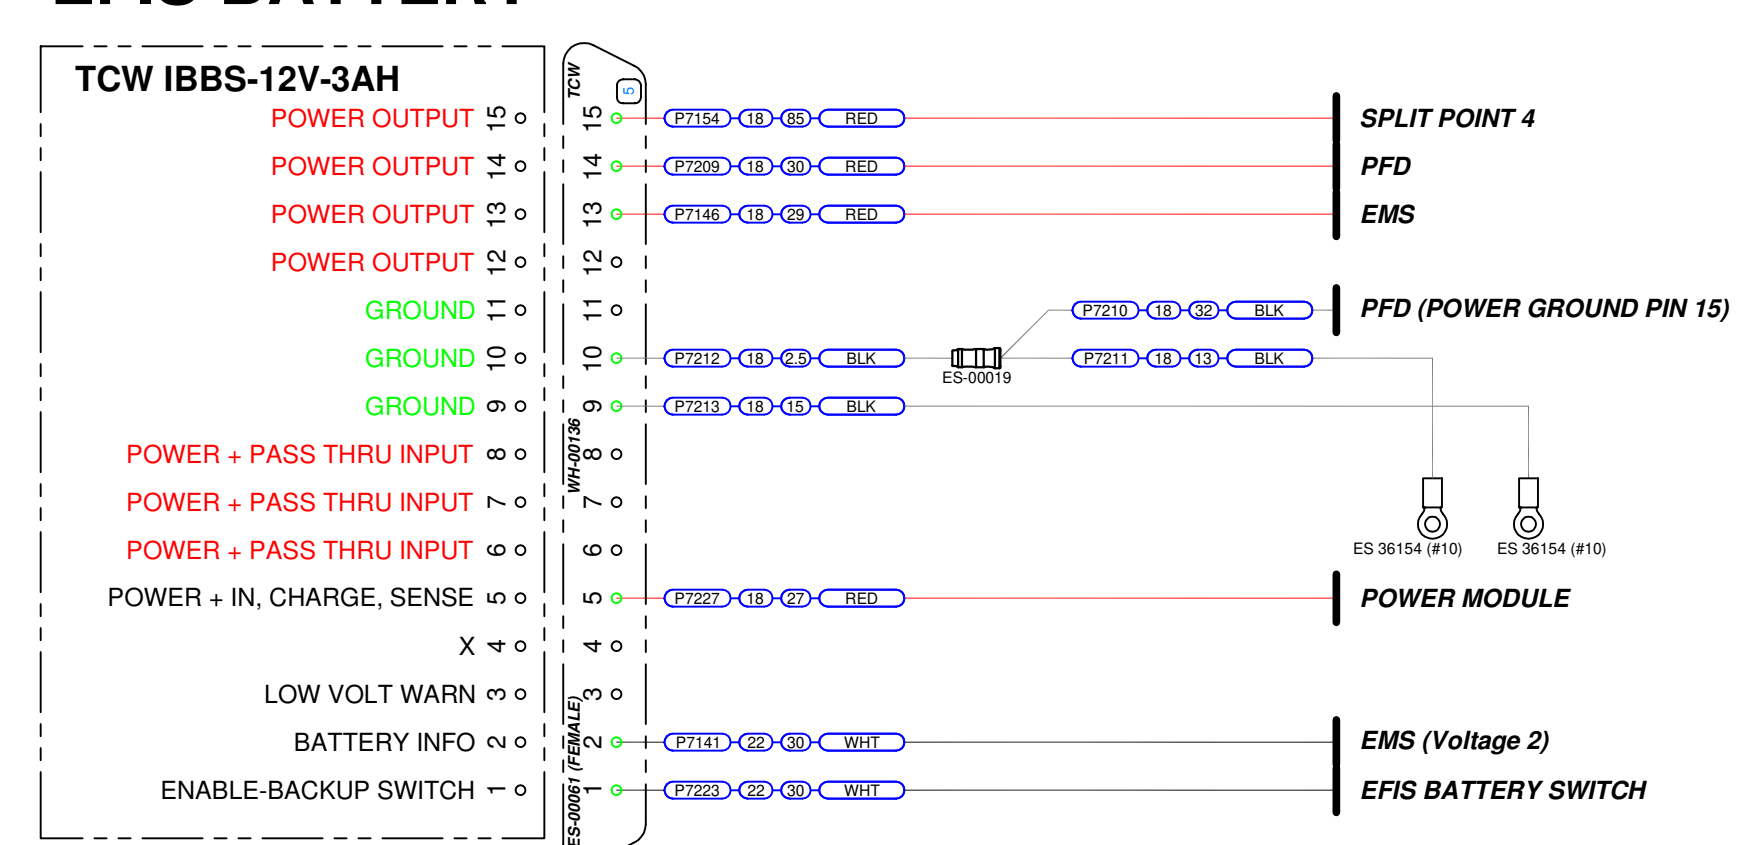 EFIS BATTERY
TCW IBBS-12V-3AH
TCW
5
POWER OUTPUT 15 15 P7154 18 85 RED SPLIT POINT 4
POWER OUTPUT 14 14 P7209 18 30 RED PFD
POWER OUTPUT 13 13 P7146 18 29 RED EMS
POWER OUTPUT 12 12
GROUND 11 11 P7210 18 32 BLK PFD (POWER GROUND PIN 15)
GROUND 10 10 P7212 18 2.5 BLK ES-00019 P7211 18 13 BLK
GROUND 9 9 P7213 18 15 BLK
WH-00136
POWER + PASS THRU INPUT 8 8
POWER + PASS THRU INPUT 7 7
POWER + PASS THRU INPUT 6 6
ES 36154 (#10) ES 36154 (#10)
POWER + IN, CHARGE, SENSE 5 5 P7227 18 27 RED POWER MODULE
X 4 4
LOW VOLT WARN 3 3
BATTERY INFO 2 2 P7141 22 30 WHT EMS (Voltage 2)
ENABLE-BACKUP SWITCH 1 1 P7223 22 30 WHT EFIS BATTERY SWITCH
ES-00061 (FEMALE)